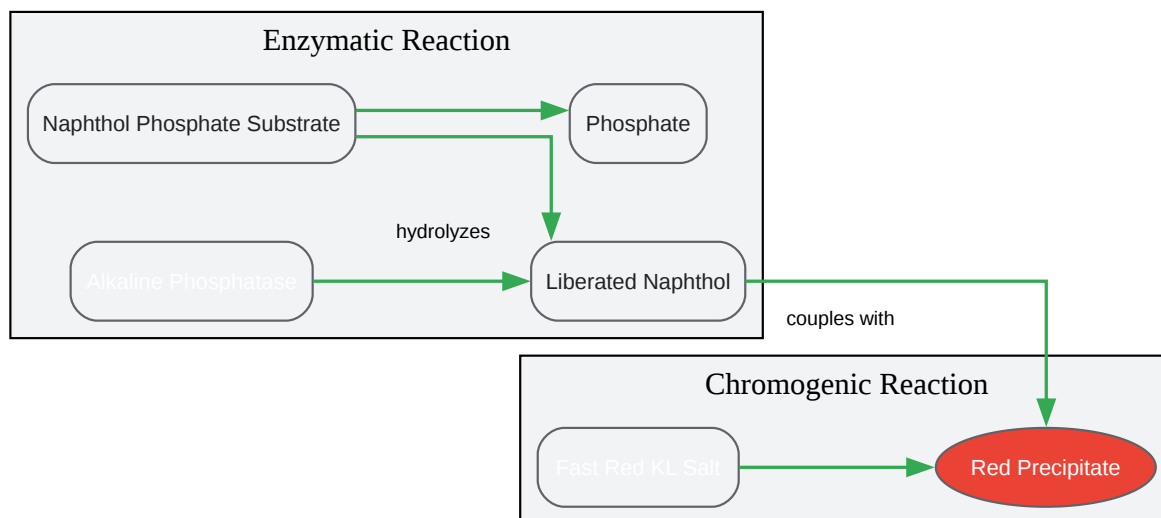 Enzymatic Reaction
Naphthol Phosphate Substrate
Phosphate
hydrolyzes
Alkaline Phosphatase
Liberated Naphthol
couples with
Chromogenic Reaction
Fast Red KL Salt
Red Precipitate